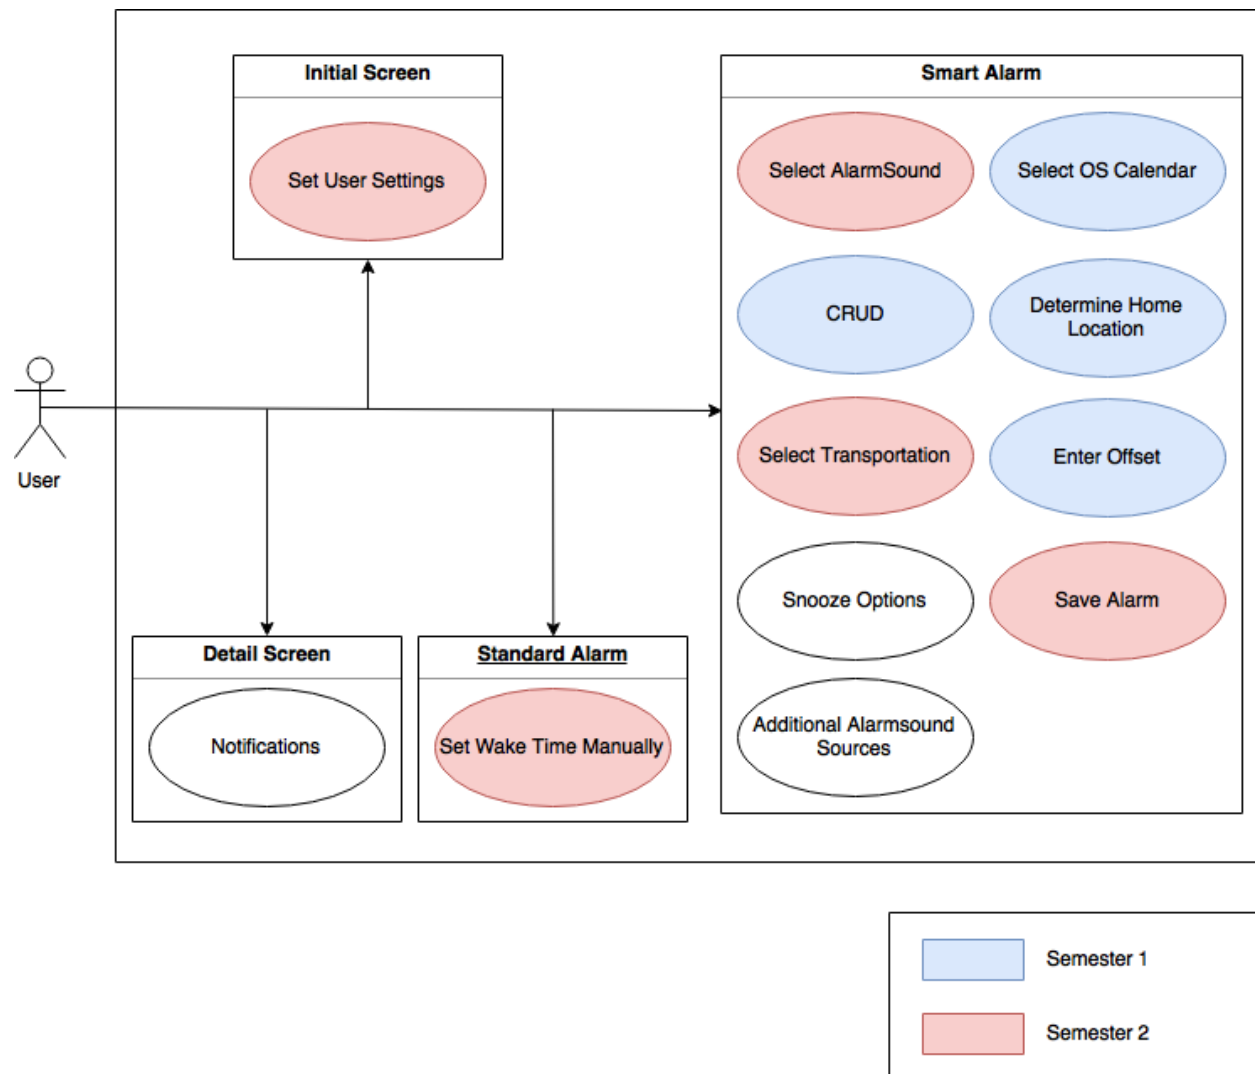 Initial Screen
Set User Settings
Smart Alarm
Select AlarmSound
Select OS Calendar
CRUD
Determine Home
Location
Select Transportation
Enter Offset
Snooze Options
Save Alarm
Additional Alarmsound
Sources
User
Detail Screen
Notifications
Standard Alarm
Set Wake Time Manually
Semester 1
Semester 2